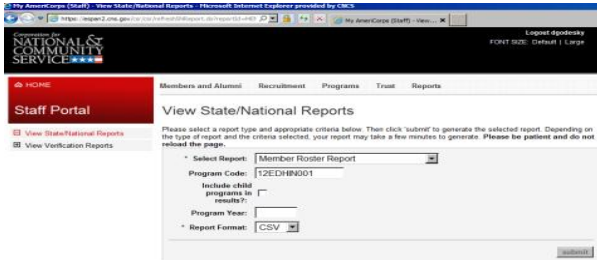 My AmeriCorps (Staff) - View State/National Reports - Microsoft Internet Explorer provided by CNCS
My AmeriCorps (Staff) - View... X
Corporation for
NATIONAL &
COMMUNITY
SERVICE
Logout dgodesky
FONT SIZE: Default | Large
HOME
Members and Alumni Recruitment Programs Trust Reports
Staff Portal
View State/National Reports
View State/National Reports
View Verification Reports
Please select a report type and appropriate criteria below. Then click 'submit' to generate the selected report. Depending on
the type of report and the criteria selected, your report may take a few minutes to generate. Please be patient and do not
reload the page.
* Select Report: Member Roster Report
Program Code: 12EDHIN001
Include child
programs in
results?:
Program Year:
* Report Format: CSV
submit